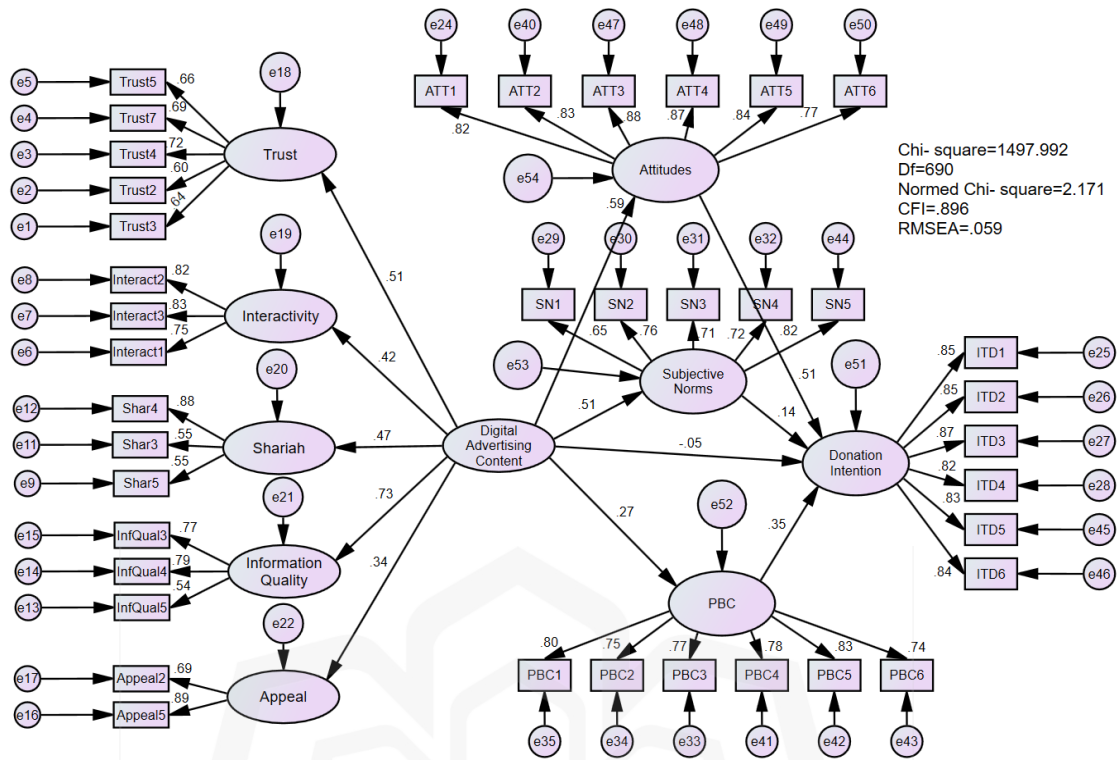 e24
e40
e47
e48
e49
e50
ATT1
ATT2
ATT3
ATT4
ATT5
ATT6
.82
.83
.88
.87
.84
.77
e54
Attitudes
Chi- square=1497.992
Df=690
Normed Chi- square=2.171
CFI=.896
RMSEA=.059
e18
e5
Trust5
.66
e4
Trust7
.69
e3
Trust4
.72
e2
Trust2
.60
e1
Trust3
.64
Trust
.59
.51
e19
e8
Interact2
.82
e7
Interact3
.83
e6
Interact1
.75
Interactivity
.42
e29
e30
e31
e32
e44
SN1
SN2
SN3
SN4
SN5
.65
.76
.71
.72
.82
e53
Subjective
Norms
.51
.51
.14
e51
e20
e12
Shar4
.88
e11
Shar3
.55
e9
Shar5
.55
Shariah
.47
Digital
Advertising
Content
-.05
Donation
Intention
.85
ITD1
e25
.85
ITD2
e26
.87
ITD3
e27
.82
ITD4
e28
.83
ITD5
e45
.84
ITD6
e46
e21
e15
InfQual3
.77
e14
InfQual4
.79
e13
InfQual5
.54
Information
Quality
.73
.27
.35
e52
PBC
.34
e22
e17
Appeal2
.69
e16
Appeal5
.89
Appeal
.80
.75
.77
.78
.83
.74
PBC1
PBC2
PBC3
PBC4
PBC5
PBC6
e35
e34
e33
e41
e42
e43